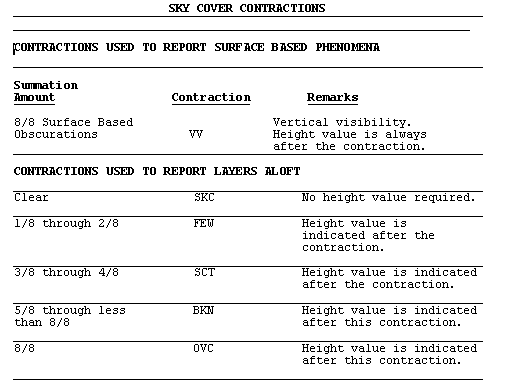 SKY COVER CONTRACTIONS
CONTRACTIONS USED TO REPORT SURFACE BASED PHENOMENA
Summation
Amount Contraction Remarks
8/8 Surface Based Vertical visibility.
Obscurations VV Height value is always
after the contraction.
CONTRACTIONS USED TO REPORT LAYERS ALOFT
Clear SKC No height value required.
1/8 through 2/8 FEW Height value is
indicated after the
contraction.
3/8 through 4/8 SCT Height value is indicated
after the contraction.
5/8 through less BKN Height value is indicated
than 8/8 after this contraction.
8/8 OVC Height value is indicated
after this contraction.